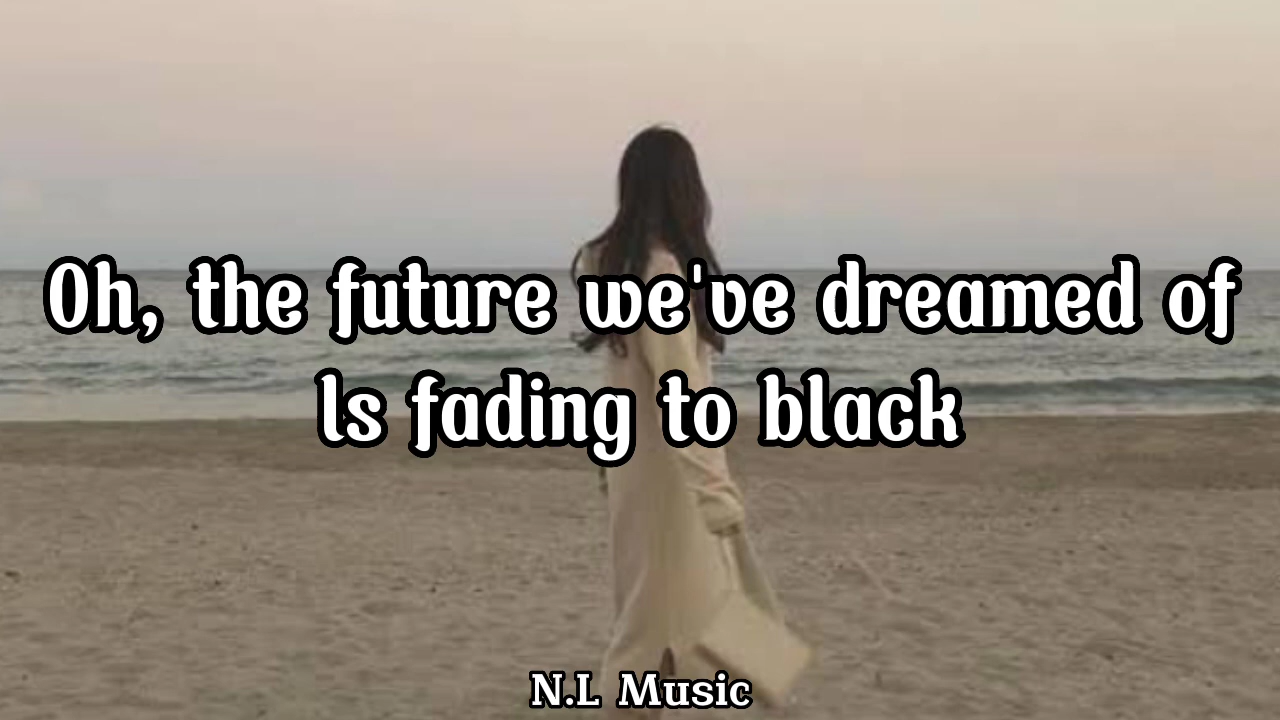 Oh, the future we've dreamed of
Is fading to black
N.L Music